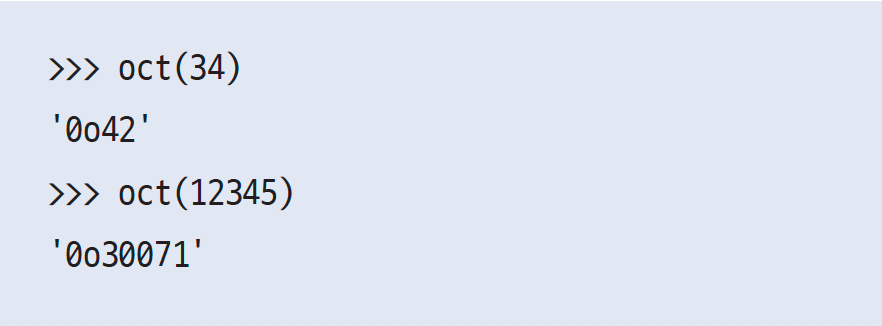 >>> oct(34)
'0o42'
>>> oct(12345)
'0o30071'